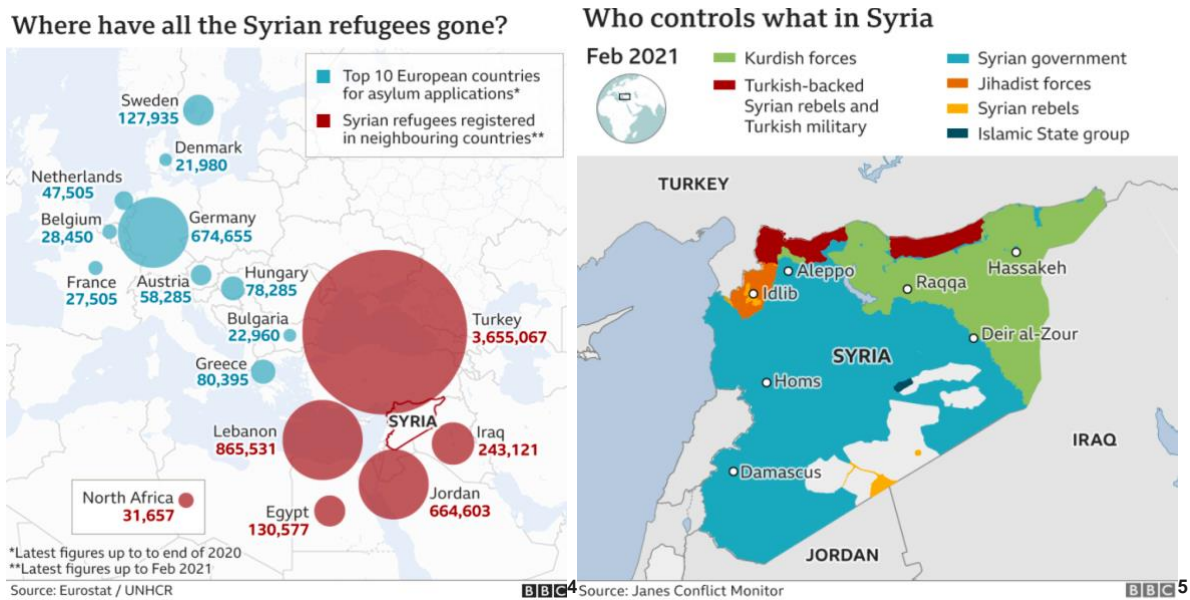 Where have all the Syrian refugees gone?
Top 10 European countries
for asylum applications*
Syrian refugees registered
in neighbouring countries**
Sweden
127,935
Denmark
21,980
Netherlands
47,505
Belgium
28,450
Germany
674,655
France
27,505
Austria
58,285
Hungary
78,285
Bulgaria
22,960
Greece
80,395
Turkey
3,655,067
SYRIA
Lebanon
865,531
Iraq
243,121
Jordan
664,603
Egypt
130,577
North Africa
31,657
*Latest figures up to to end of 2020
**Latest figures up to Feb 2021
Source: Eurostat / UNHCR
BBC 4
Who controls what in Syria
Feb 2021
Kurdish forces
Turkish-backed
Syrian rebels and
Turkish military
Syrian government
Jihadist forces
Syrian rebels
Islamic State group
TURKEY
Hassakeh
Aleppo
Raqqa
Idlib
Deir al-Zour
SYRIA
Homs
IRAQ
Damascus
JORDAN
Source: Janes Conflict Monitor
BBC 5